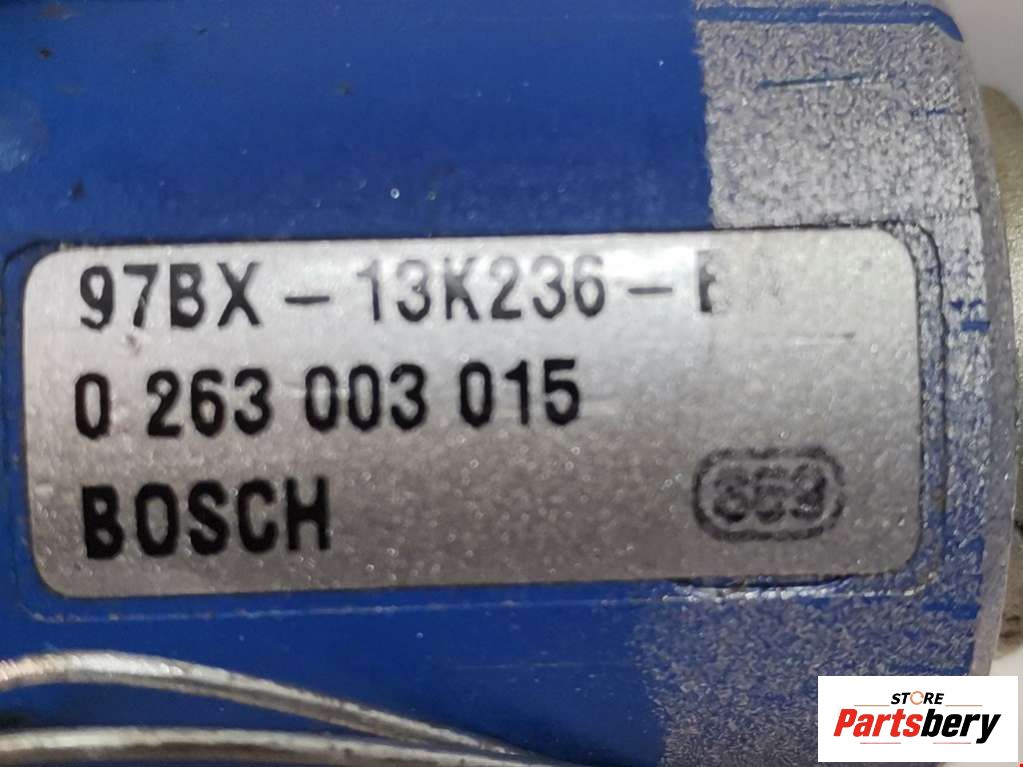 97BX-13K236-
0 263 003 015
BOSCH
STORE
Partsbery